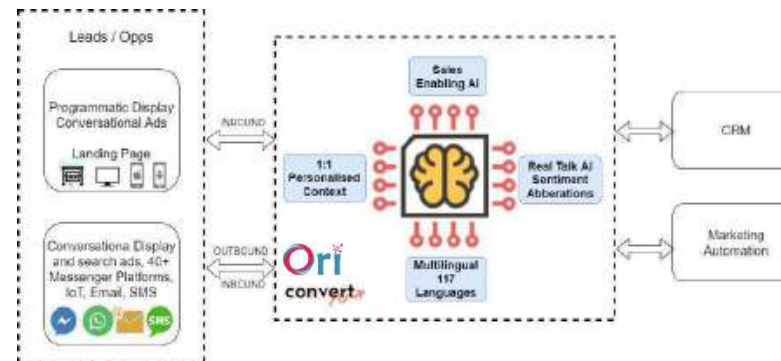 Leads / Opps
Programmatic Display
Conversational Ads
Landing Page
Conversational Display
and search ads, 40+
Messenger Platforms,
IoT, Email, SMS
SMS
INBOUND
OUTBOUND
INBOUND
Sales
Enabling AI
1:1
Personalised
Context
Real Talk AI
Sentiment
Abberations
Multilingual
117
Languages
Ori
convert
CRM
Marketing
Automation